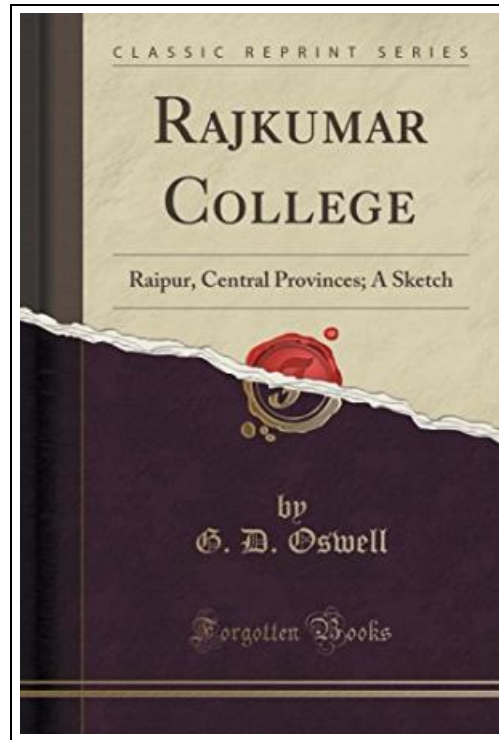 CLASSIC REPRINT SERIES
RAJKUMAR
COLLEGE
Raipur, Central Provinces; A Sketch
by
G. D. Oswell
Forgotten Books